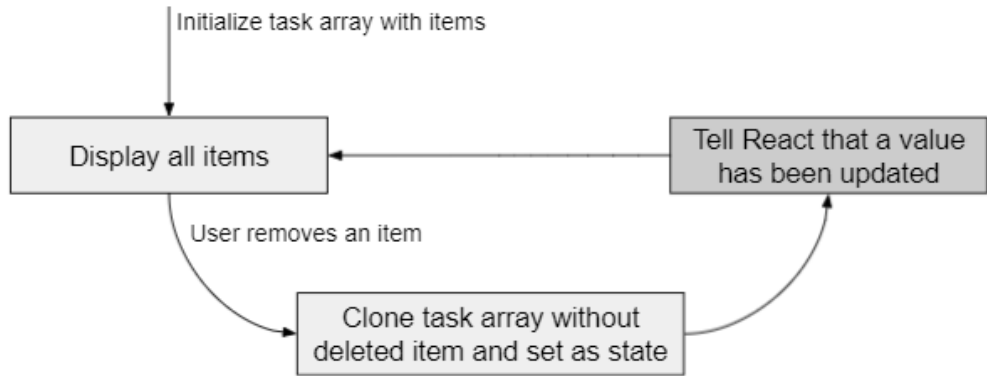 Initialize task array with items
Display all items
Tell React that a value
has been updated
User removes an item
Clone task array without
deleted item and set as state